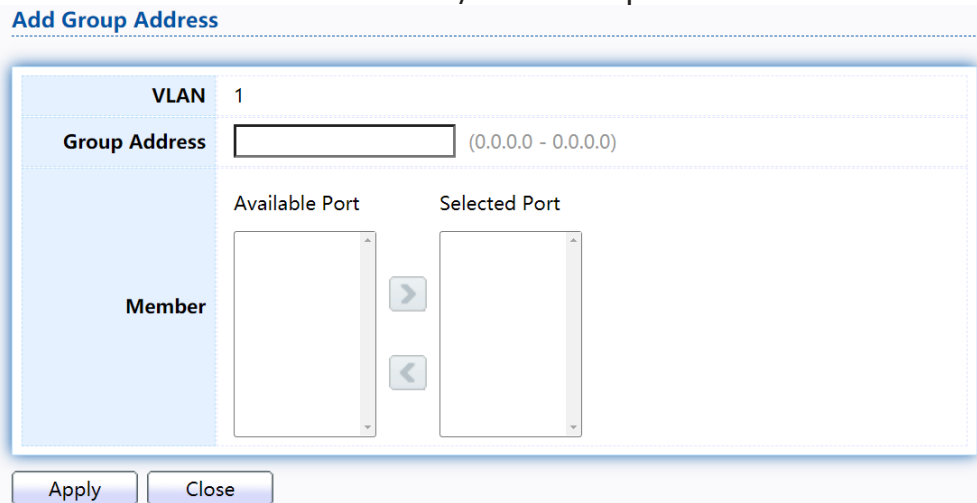 Add Group Address
VLAN 1
Group Address (0.0.0.0 - 0.0.0.0)
Available Port Selected Port
Member
Apply Close